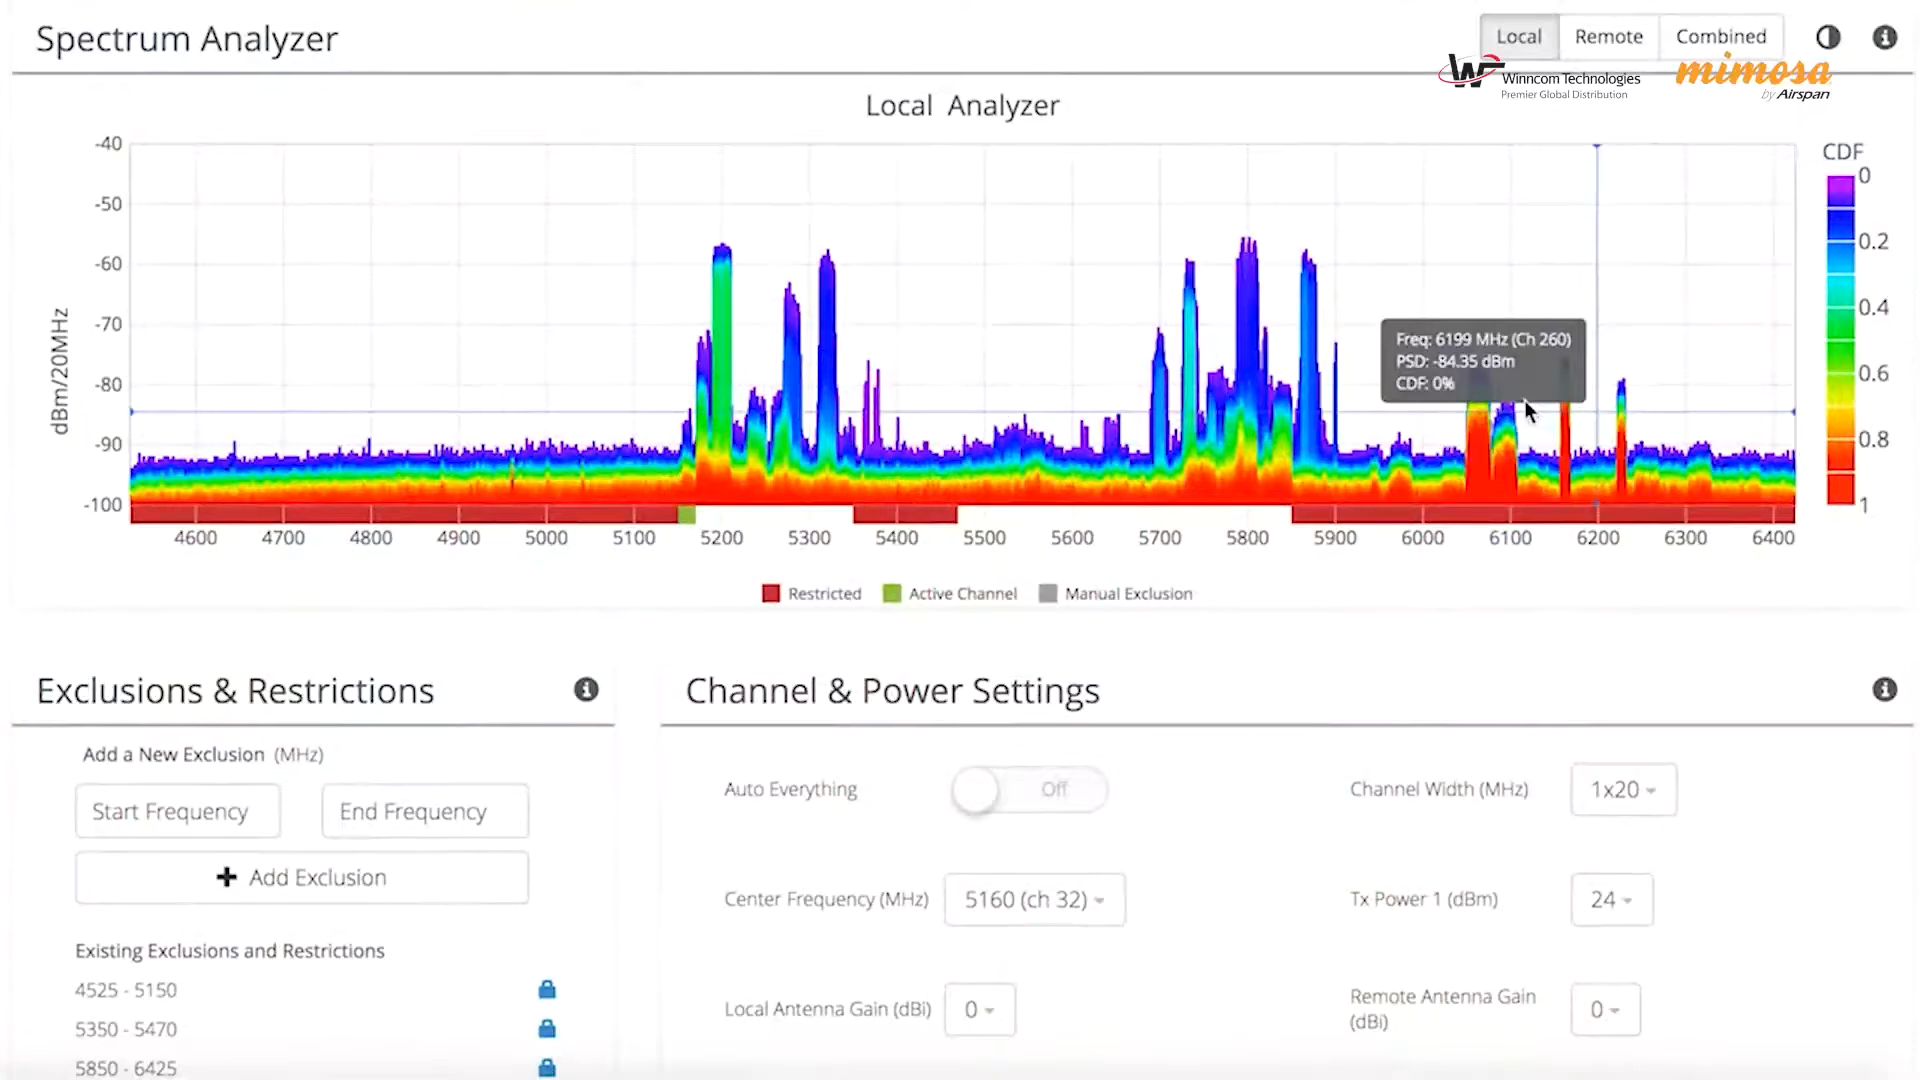 Spectrum Analyzer
Local Remote Combined
Winncom Technologies
Premier Global Distribution
mimosa
by Airspan
Local Analyzer
CDF
-40
-50
-60
-70
-80
-90
-100
dBm/20MHz
Freq: 6199 MHz (Ch 260)
PSD: -84.35 dBm
CDF: 0%
0
0.2
0.4
0.6
0.8
1
4600 4700 4800 4900 5000 5100 5200 5300 5400 5500 5600 5700 5800 5900 6000 6100 6200 6300 6400
Restricted Active Channel Manual Exclusion
Exclusions & Restrictions
Add a New Exclusion (MHz)
Start Frequency End Frequency
Add Exclusion
Existing Exclusions and Restrictions
4525 - 5150
5350 - 5470
5850 - 6425
Channel & Power Settings
Auto Everything Off
Channel Width (MHz) 1x20
Center Frequency (MHz) 5160 (ch 32)
Tx Power 1 (dBm) 24
Local Antenna Gain (dBi) 0
Remote Antenna Gain
(dBi) 0